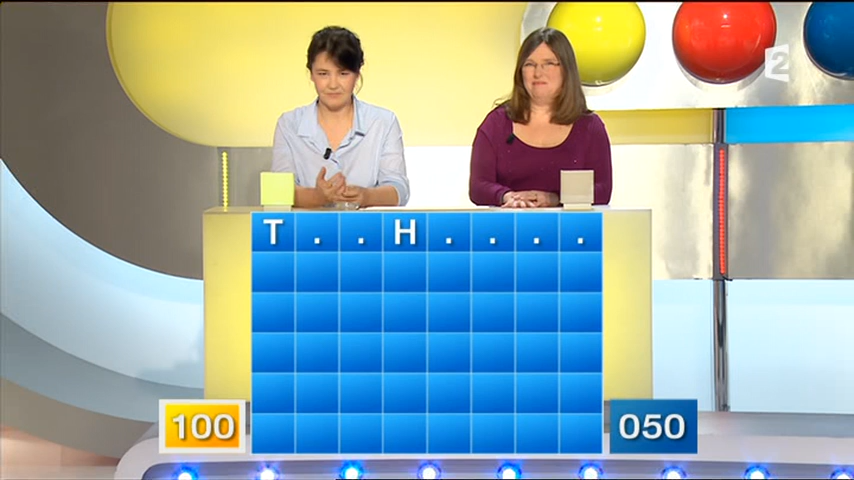 2
T . . H . . . .
100
050